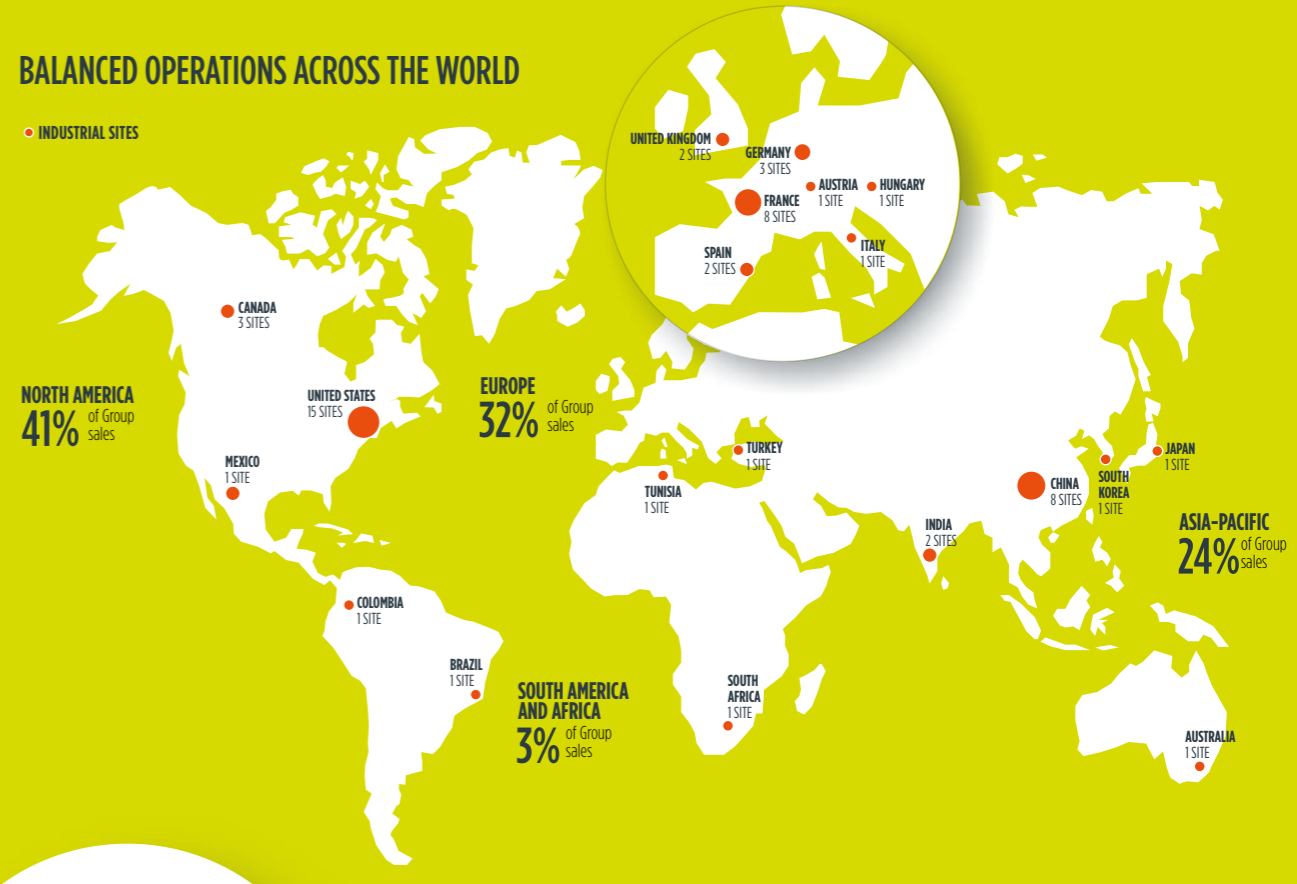 BALANCED OPERATIONS ACROSS THE WORLD
INDUSTRIAL SITES
UNITED KINGDOM
2 SITES
GERMANY
3 SITES
AUSTRIA
1 SITE
HUNGARY
1 SITE
FRANCE
8 SITES
SPAIN
2 SITES
ITALY
1 SITE
CANADA
3 SITES
NORTH AMERICA
41% of Group
sales
UNITED STATES
15 SITES
MEXICO
1 SITE
EUROPE
32% of Group
sales
TURKEY
1 SITE
TUNISIA
1 SITE
JAPAN
1 SITE
CHINA
8 SITES
SOUTH
KOREA
1 SITE
INDIA
2 SITES
ASIA-PACIFIC
24% of Group
sales
COLOMBIA
1 SITE
BRAZIL
1 SITE
SOUTH AMERICA
AND AFRICA
3% of Group
sales
SOUTH
AFRICA
1 SITE
AUSTRALIA
1 SITE